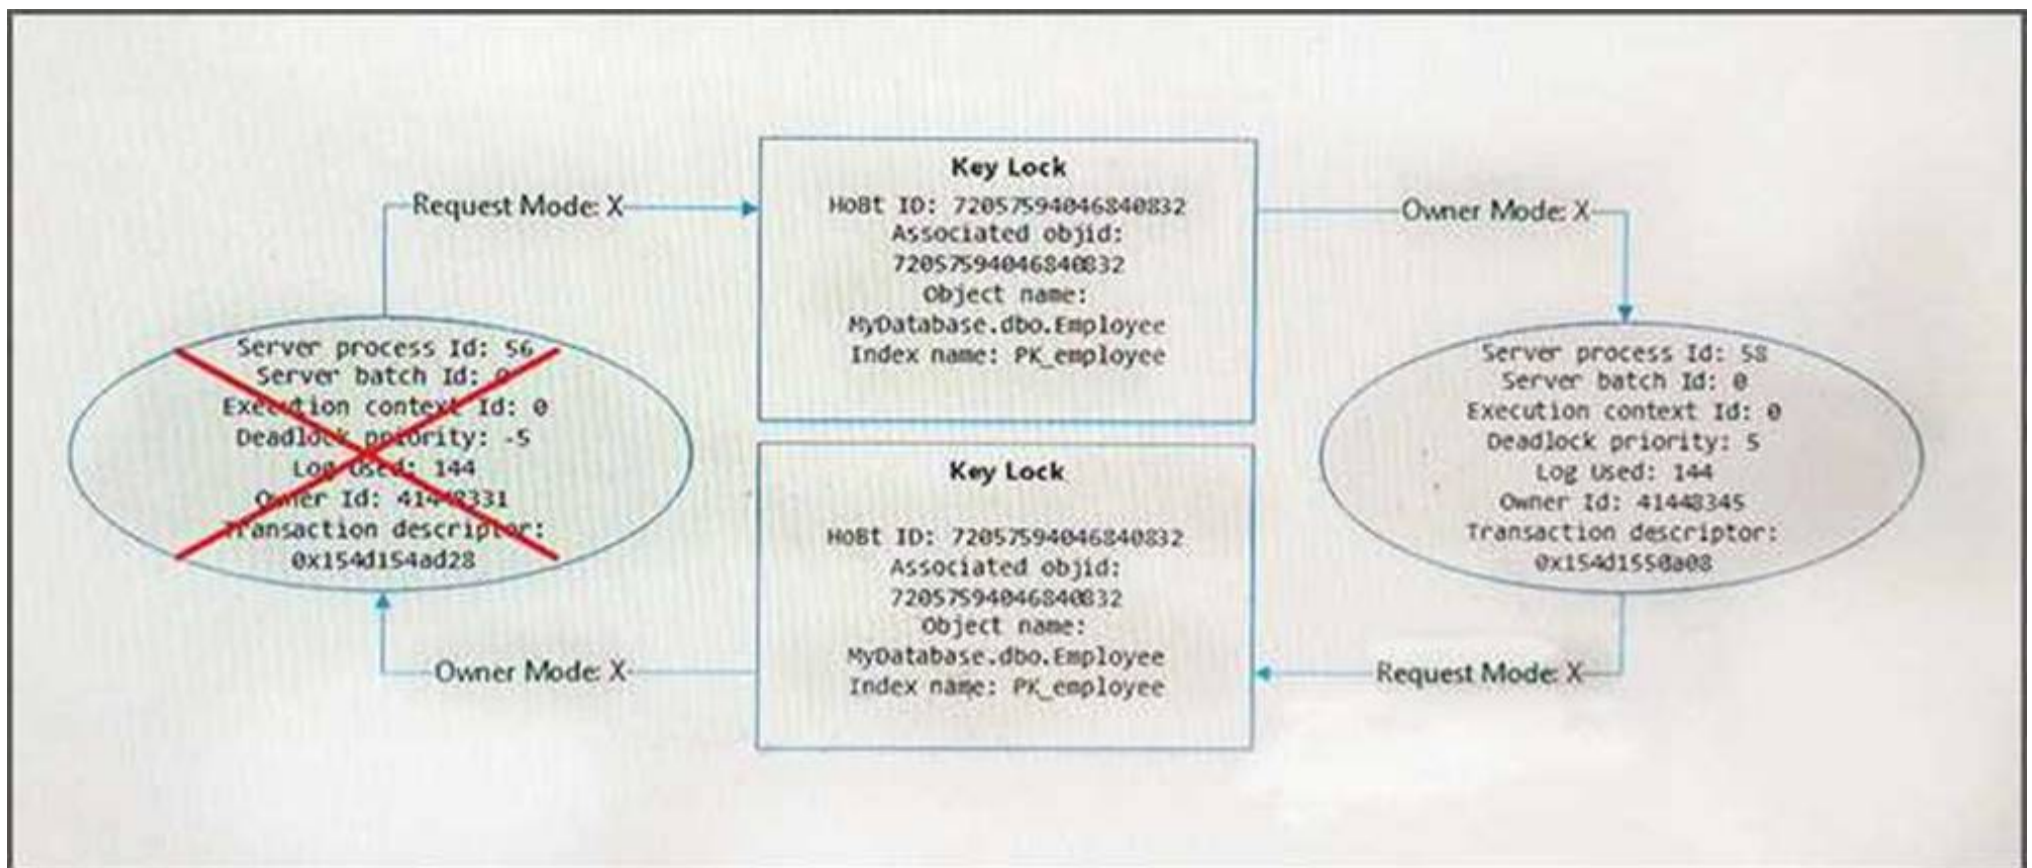 Request Mode: X
Key Lock
HoBt ID: 72057594046840832
Associated objid:
72057594046840832
Object name:
MyDatabase.dbo.Employee
Index name: PK_employee
Owner Mode: X
Server process Id: 56
Server batch Id:
Execution context Id: 0
Deadlock priority: -5
Log Used: 144
Owner Id: 41448331
Transaction descriptor:
0x154d154ad28
Server process Id: 58
Server batch Id: 0
Execution context Id: 0
Deadlock priority: 5
Log Used: 144
Owner Id: 41448345
Transaction descriptor:
0x154d1550a08
Key Lock
HoBt ID: 72057594046840832
Associated objid:
72057594046840832
Object name:
MyDatabase.dbo.Employee
Index name: PK_employee
Owner Mode: X
Request Mode: X